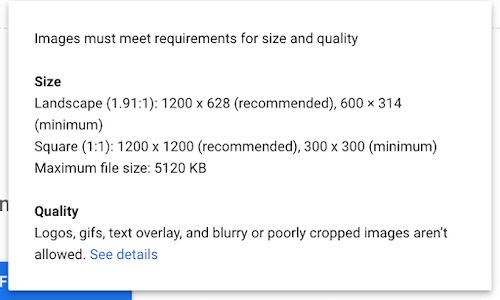 Images must meet requirements for size and quality
Size
Landscape (1.91:1): 1200 x 628 (recommended), 600 × 314
(minimum)
Square (1:1): 1200 x 1200 (recommended), 300 x 300 (minimum)
Maximum file size: 5120 KB
Quality
Logos, gifs, text overlay, and blurry or poorly cropped images aren't
allowed. See details